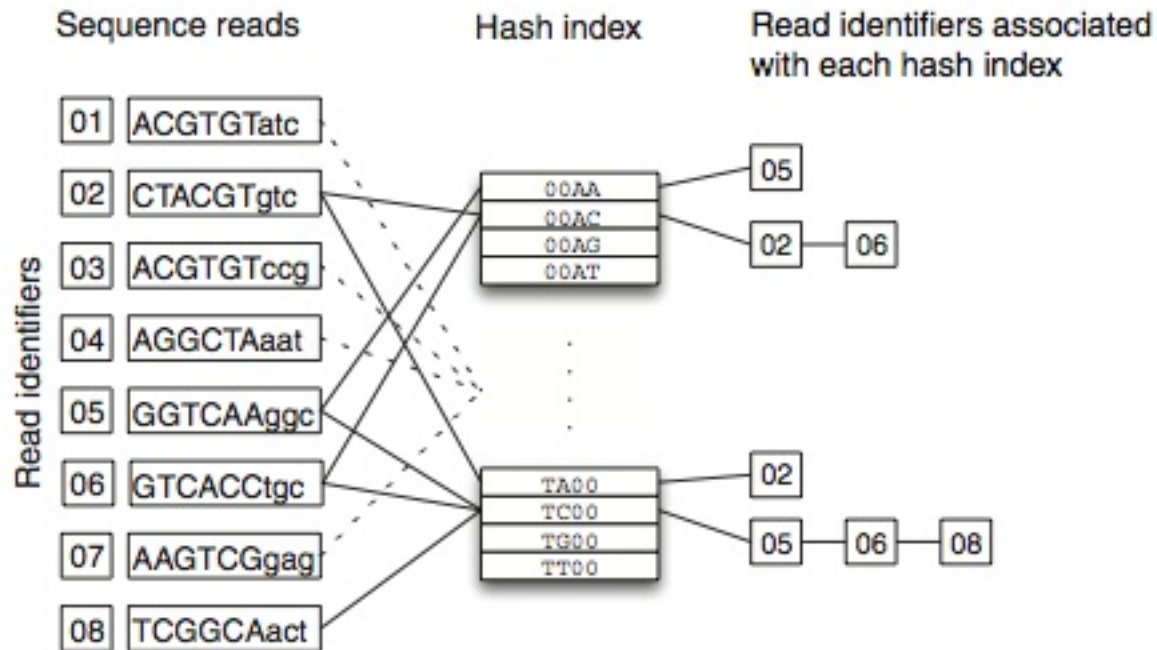 Sequence reads
Hash index
Read identifiers associated
with each hash index
Read identifiers
01 ACGTGTatc
02 CTACGTgtc
03 ACGTGTccg
04 AGGCTAaat
05 GGTCAAggc
06 GTCACCtgc
07 AAGTCGgag
08 TCGGCAact
00AA
00AC
00AG
00AT
TA00
TC00
TG00
TT00
05
02 06
02
05 06 08